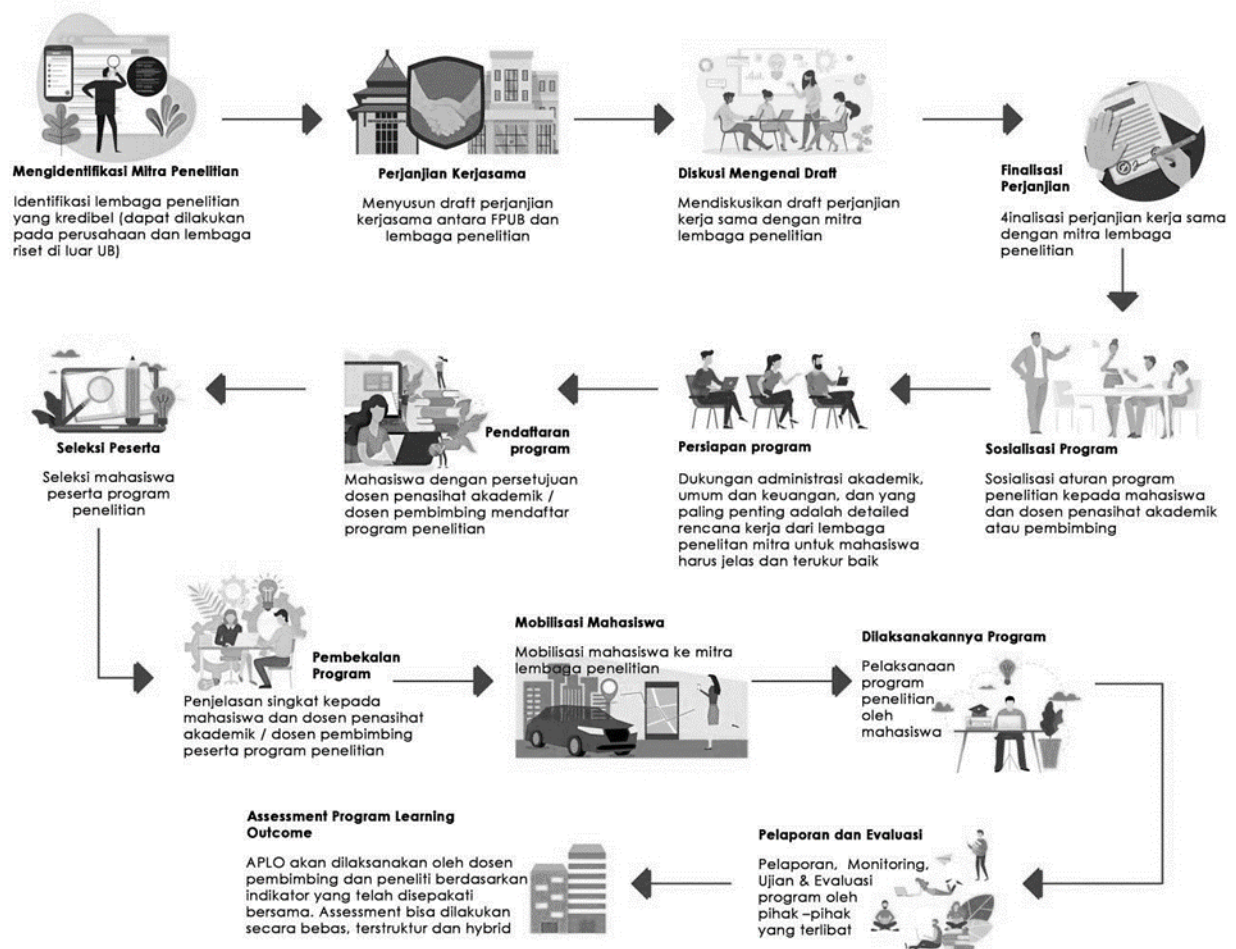 Mengidentifikasi Mitra Penelitian
Identifikasi lembaga penelitian
yang kredibel (dapat dilakukan
pada perusahaan dan lembaga
riset di luar UB)
Perjanjian Kerjasama
Menyusun draft perjanjian
kerjasama antara FPUB dan
lembaga penelitian
Diskusi Mengenai Draft
Mendiskusikan draft perjanjian
kerja sama dengan mitra
lembaga penelitian
Finalisasi
Perjanjian
4inalisasi perjanjian kerja sama
dengan mitra lembaga
penelitian
Sosialisasi Program
Sosialisasi aturan program
penelitian kepada mahasiswa
dan dosen penasihat akademik
atau pembimbing
Persiapan program
Dukungan administrasi akademik,
umum dan keuangan, dan yang
paling penting adalah detailed
rencana kerja dari lembaga
penelitan mitra untuk mahasiswa
harus jelas dan terukur baik
Pendaftaran
program
Mahasiswa dengan persetujuan
dosen penasihat akademik /
dosen pembimbing mendaftar
program penelitian
Seleksi Peserta
Seleksi mahasiswa
peserta program
penelitian
Pembekalan
Program
Penjelasan singkat kepada
mahasiswa dan dosen penasihat
akademik / dosen pembimbing
peserta program penelitian
Mobilisasi Mahasiswa
Mobilisasi mahasiswa ke mitra
lembaga penelitian
Dilaksanakannya Program
Pelaksanaan
program
penelitian
oleh
mahasiswa
Pelaporan dan Evaluasi
Pelaporan, Monitoring,
Ujian & Evaluasi
program oleh
pihak –pihak
yang terlibat
Assessment Program Learning
Outcome
APLO akan dilaksanakan oleh dosen
pembimbing dan peneliti berdasarkan
indikator yang telah disepakati
bersama. Assessment bisa dilakukan
secara bebas, terstruktur dan hybrid